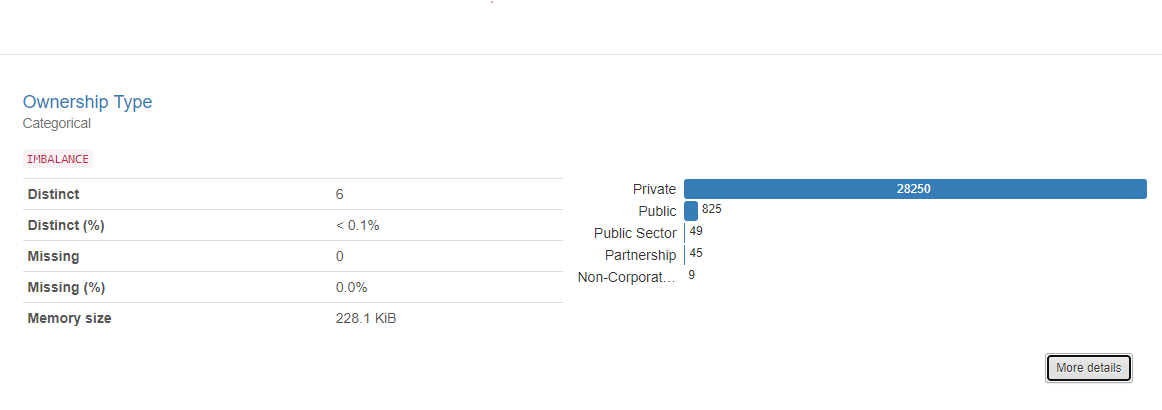 Ownership Type
Categorical
IMBALANCE
Distinct 6
Distinct (%) < 0.1%
Missing 0
Missing (%) 0.0%
Memory size 228.1 KiB
Private 28250
Public 825
Public Sector 49
Partnership 45
Non-Corporat… 9
More details